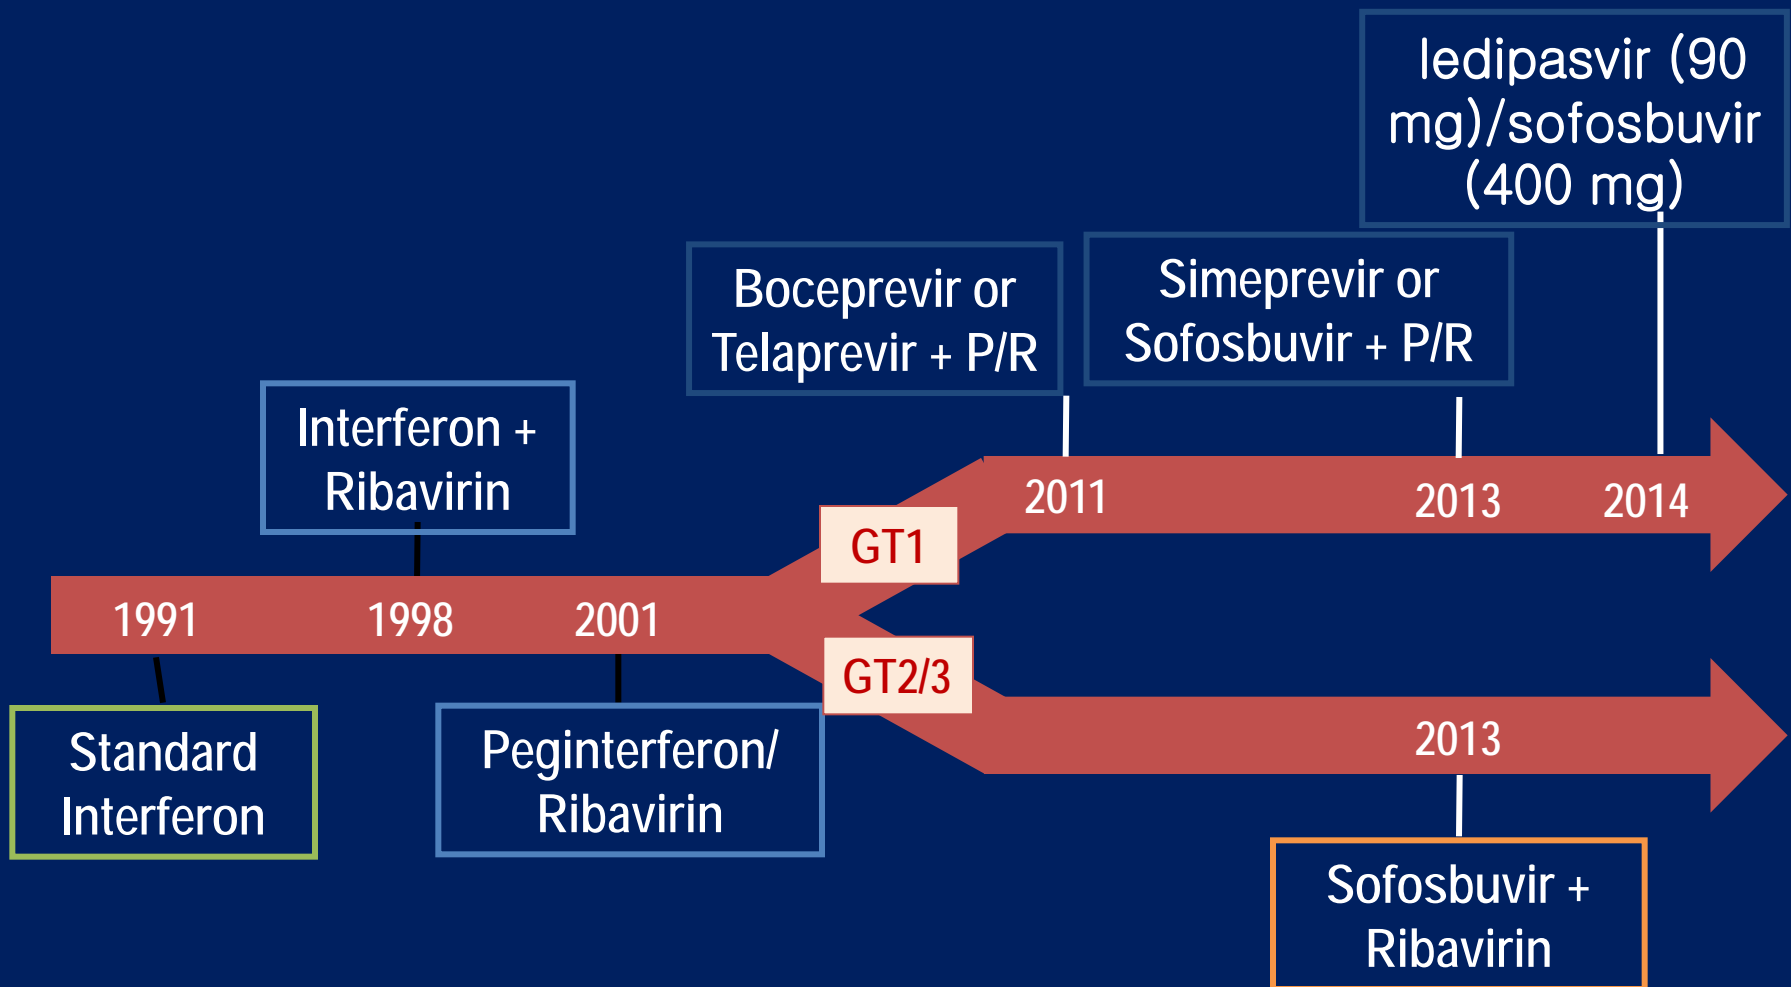 ledipasvir (90
mg)/sofosbuvir
(400 mg)
Boceprevir or
Telaprevir + P/R
Simeprevir or
Sofosbuvir + P/R
Interferon +
Ribavirin
2011
2013
2014
GT1
1991
1998
2001
GT2/3
2013
Standard
Interferon
Peginterferon/
Ribavirin
Sofosbuvir +
Ribavirin